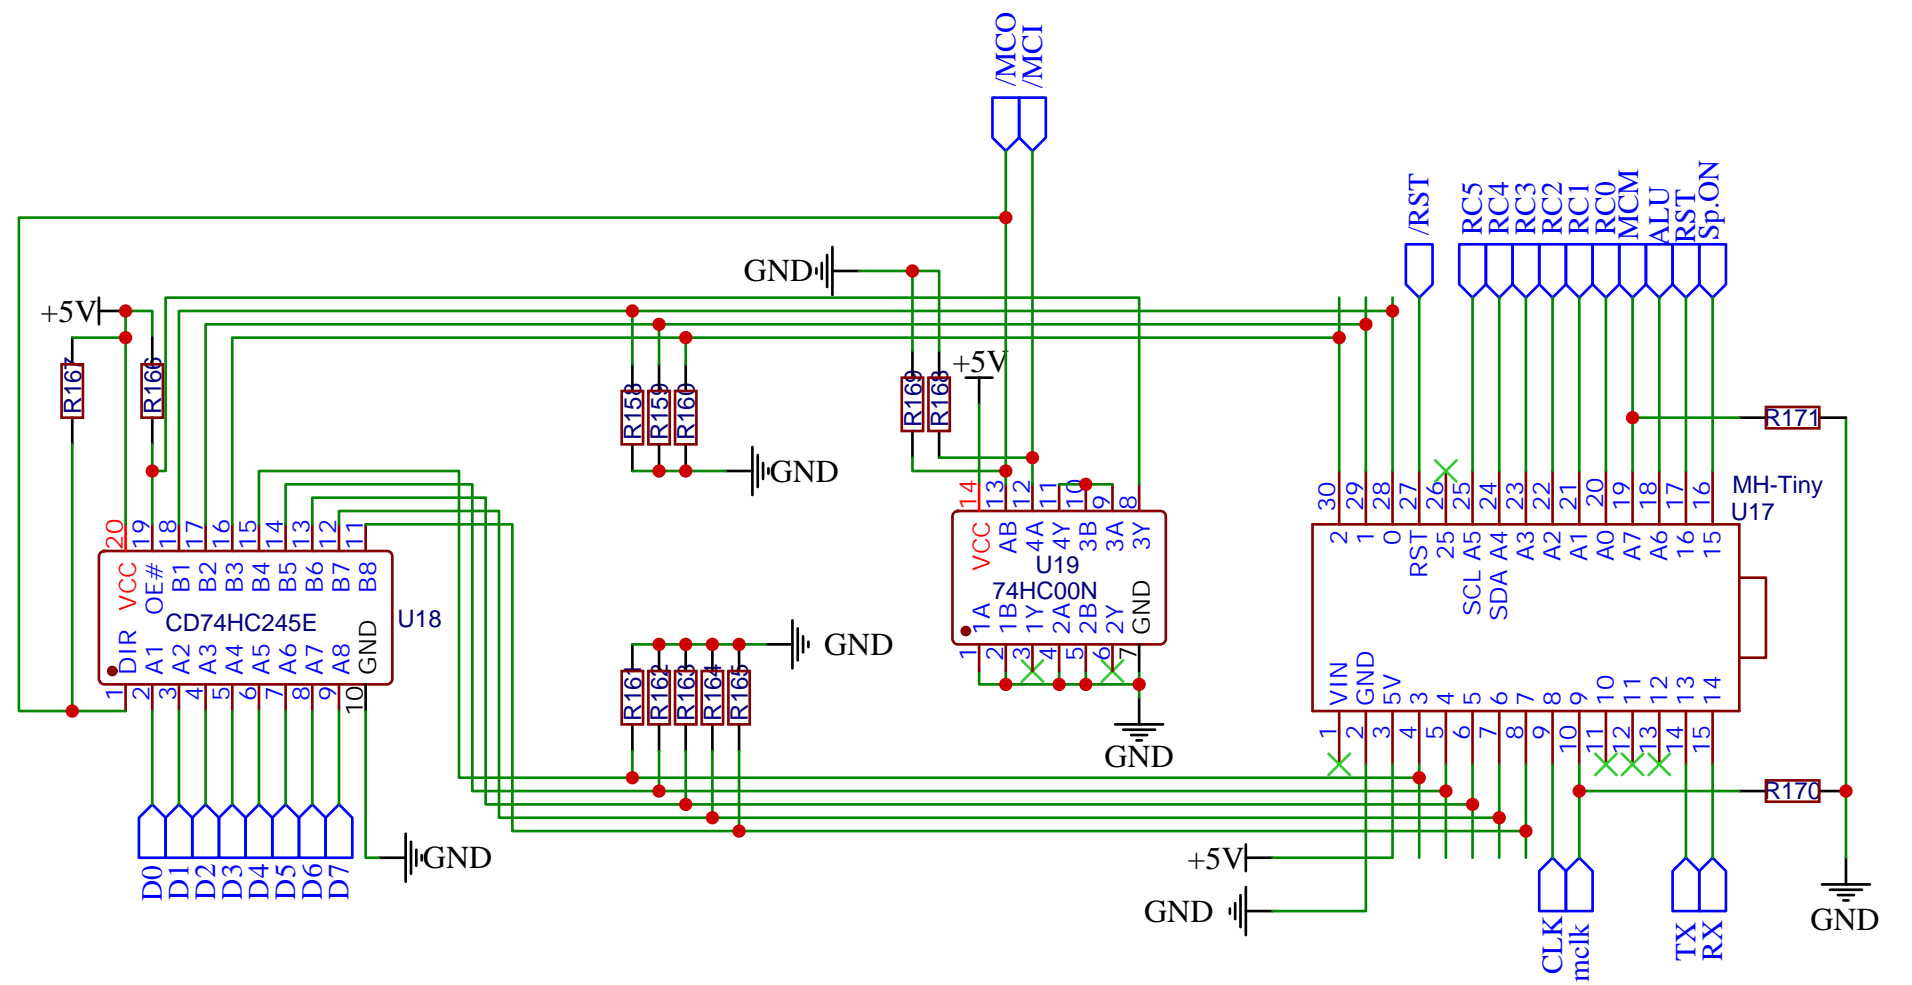 /MCO
/MCI
/RST
RC5
RC4
RC3
RC2
RC1
RC0
MCM
ALU
RST
Sp.ON
GND
+5V
R167
R166
R158
R159
R160
GND
R169
R168
+5V
R171
MH-Tiny
U17
30
29
28
27
26
25
24
23
22
21
20
19
18
17
16
2
1
0
RST
25
SCL A5
SDA A4
A3
A2
A1
A0
A7
A6
16
15
20
19
18
17
16
15
14
13
12
11
VCC
OE#
B1
B2
B3
B4
B5
B6
B7
B8
CD74HC245E
U18
DIR
A1
A2
A3
A4
A5
A6
A7
A8
GND
1
2
3
4
5
6
7
8
9
10
14
13
12
11
10
9
8
VCC
AB
4A
4Y
3B
3A
3Y
U19
74HC00N
1A
1B
1Y
2A
2B
2Y
GND
1
2
3
4
5
6
7
GND
GND
R161
R162
R163
R164
R165
VIN
GND
5V
3
4
5
6
7
8
9
10
11
12
13
14
1
2
3
4
5
6
7
8
9
10
11
12
13
14
15
R170
D0
D1
D2
D3
D4
D5
D6
D7
GND
+5V
GND
CLK
mclk
TX
RX
GND